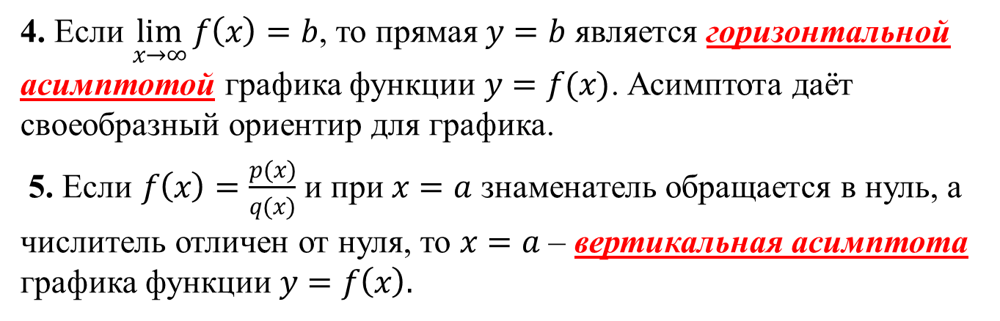 4. Если lim f(x) = b, то прямая y = b является горизонтальной
x→∞
асимптотой графика функции y = f(x). Асимптота даёт
своеобразный ориентир для графика.
5. Если f(x) = p(x)/q(x) и при x = a знаменатель обращается в нуль, а
числитель отличен от нуля, то x = a – вертикальная асимптота
графика функции y = f(x).